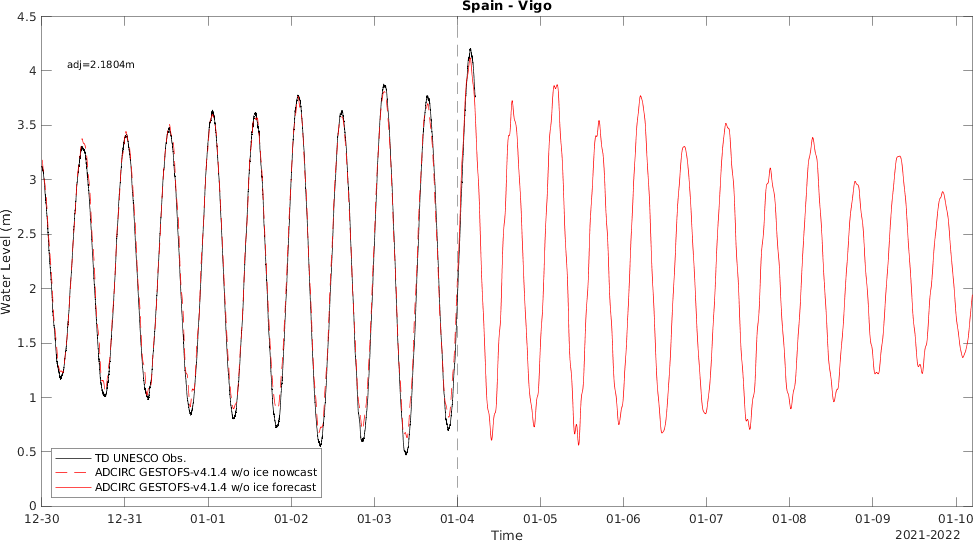 Spain - Vigo
adj=2.1804m
Water Level (m)
4.5
4
3.5
3
2.5
2
1.5
1
0.5
0
TD UNESCO Obs.
ADCIRC GESTOFS-v4.1.4 w/o ice nowcast
ADCIRC GESTOFS-v4.1.4 w/o ice forecast
12-30 12-31 01-01 01-02 01-03 01-04 01-05 01-06 01-07 01-08 01-09 01-10
Time
2021-2022